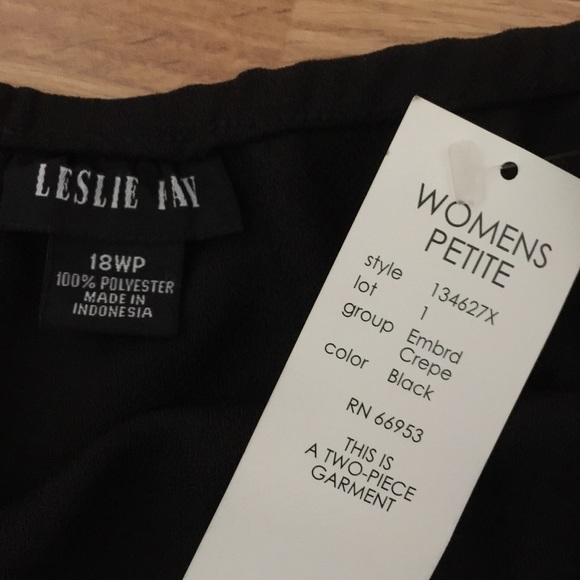 LESLIE FAY
18WP
100% POLYESTER
MADE IN
INDONESIA
WOMENS
PETITE
style 134627X
lot 1
group Embrd
Crepe
color Black
RN 66953
THIS IS
A TWO-PIECE
GARMENT